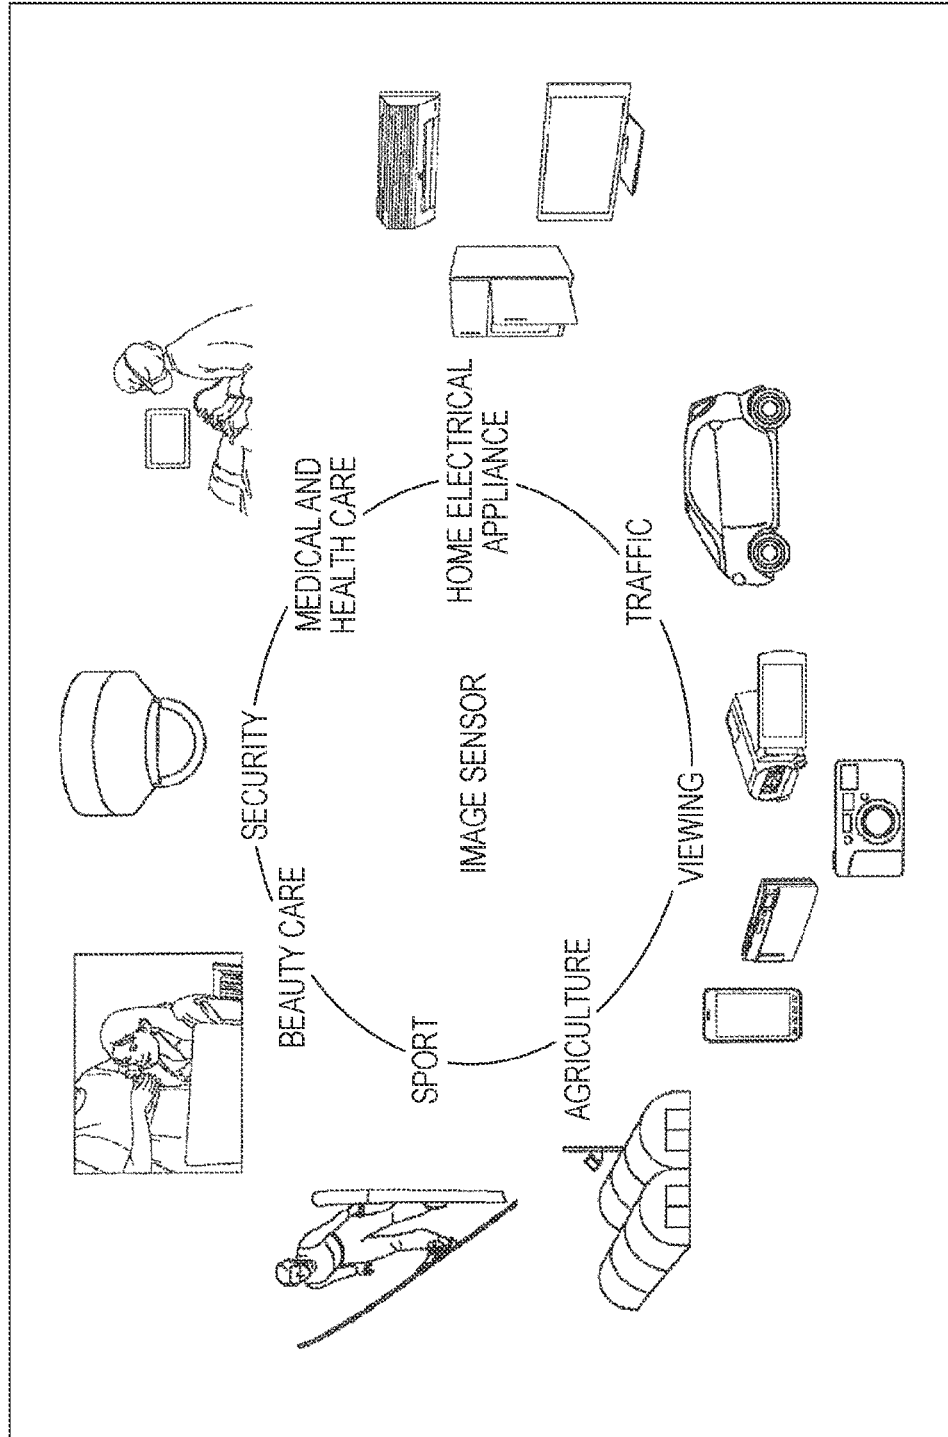 SECURITY
BEAUTY CARE
MEDICAL AND
HEALTH CARE
SPORT
IMAGE SENSOR
HOME ELECTRICAL
APPLIANCE
AGRICULTURE
TRAFFIC
VIEWING